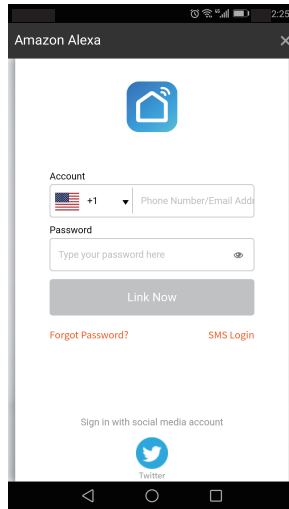 2:25
Amazon Alexa
Account
+1
Phone Number/Email Addr
Password
Type your password here
Link Now
Forgot Password?
SMS Login
Sign in with social media account
Twitter